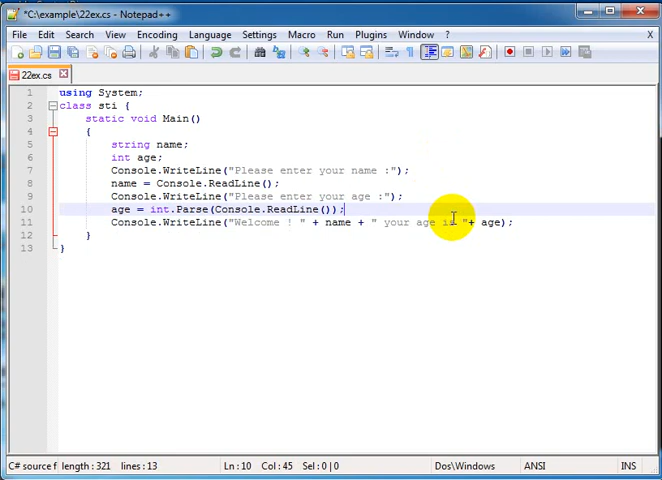 *C:\example\22ex.cs - Notepad++
File Edit Search View Encoding Language Settings Macro Run Plugins Window ? X
22ex.cs
1 using System;
2 class sti {
3 static void Main()
4 {
5 string name;
6 int age;
7 Console.WriteLine("Please enter your name :");
8 name = Console.ReadLine();
9 Console.WriteLine("Please enter your age :");
10 age = int.Parse(Console.ReadLine());
11 Console.WriteLine("Welcome ! " + name + " your age is "+ age);
12 }
13 }
C# source f length : 321 lines : 13 Ln : 10 Col : 45 Sel : 0 | 0 Dos\Windows ANSI INS